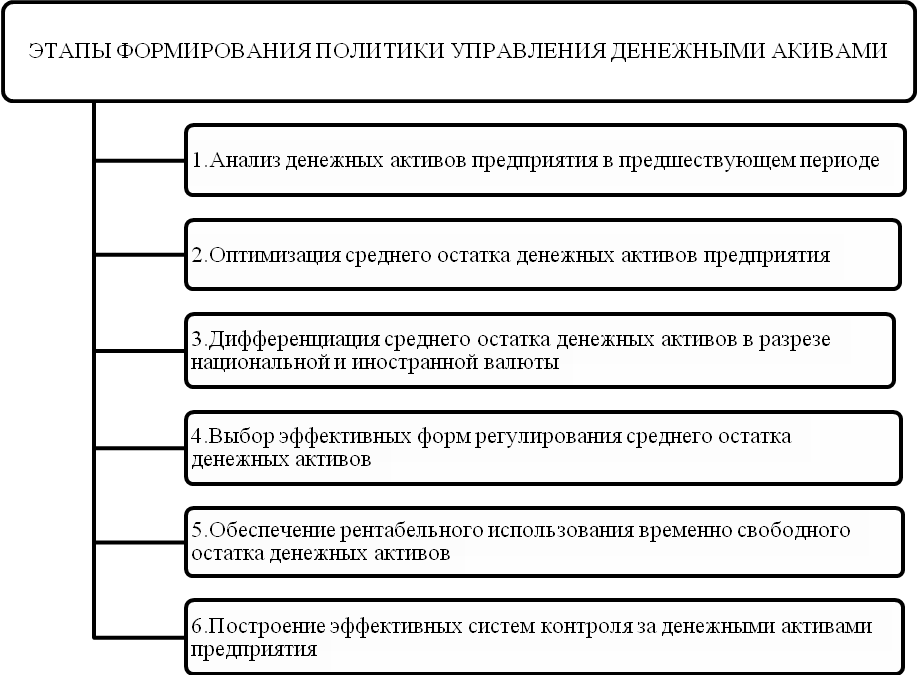 ЭТАПЫ ФОРМИРОВАНИЯ ПОЛИТИКИ УПРАВЛЕНИЯ ДЕНЕЖНЫМИ АКИВАМИ
1.Анализ денежных активов предприятия в предшествующем периоде
2.Оптимизация среднего остатка денежных активов предприятия
3.Дифференциация среднего остатка денежных активов в разрезе
национальной и иностранной валюты
4.Выбор эффективных форм регулирования среднего остатка
денежных активов
5.Обеспечение рентабельного использования временно свободного
остатка денежных активов
6.Построение эффективных систем контроля за денежными активами
предприятия